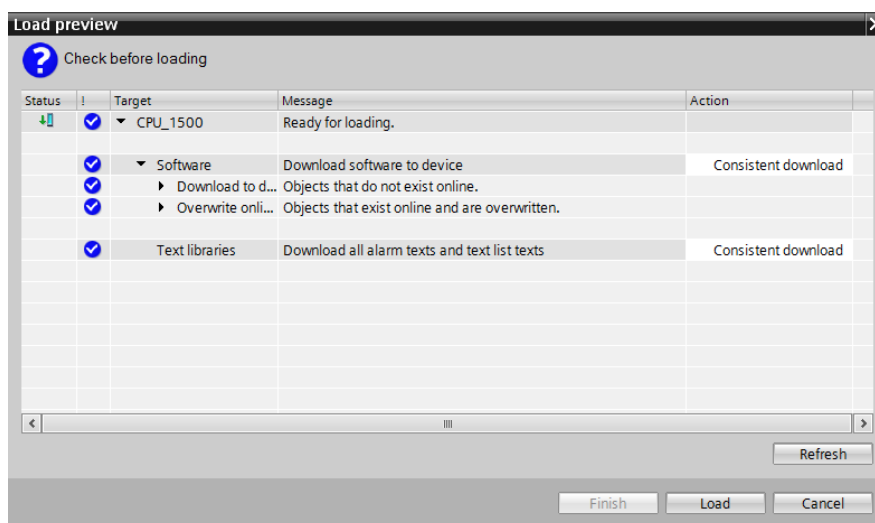 Load preview
Check before loading
Status ! Target Message Action
CPU_1500 Ready for loading.
Software Download software to device Consistent download
Download to d... Objects that do not exist online.
Overwrite onli... Objects that exist online and are overwritten.
Text libraries Download all alarm texts and text list texts Consistent download
Refresh
Finish Load Cancel